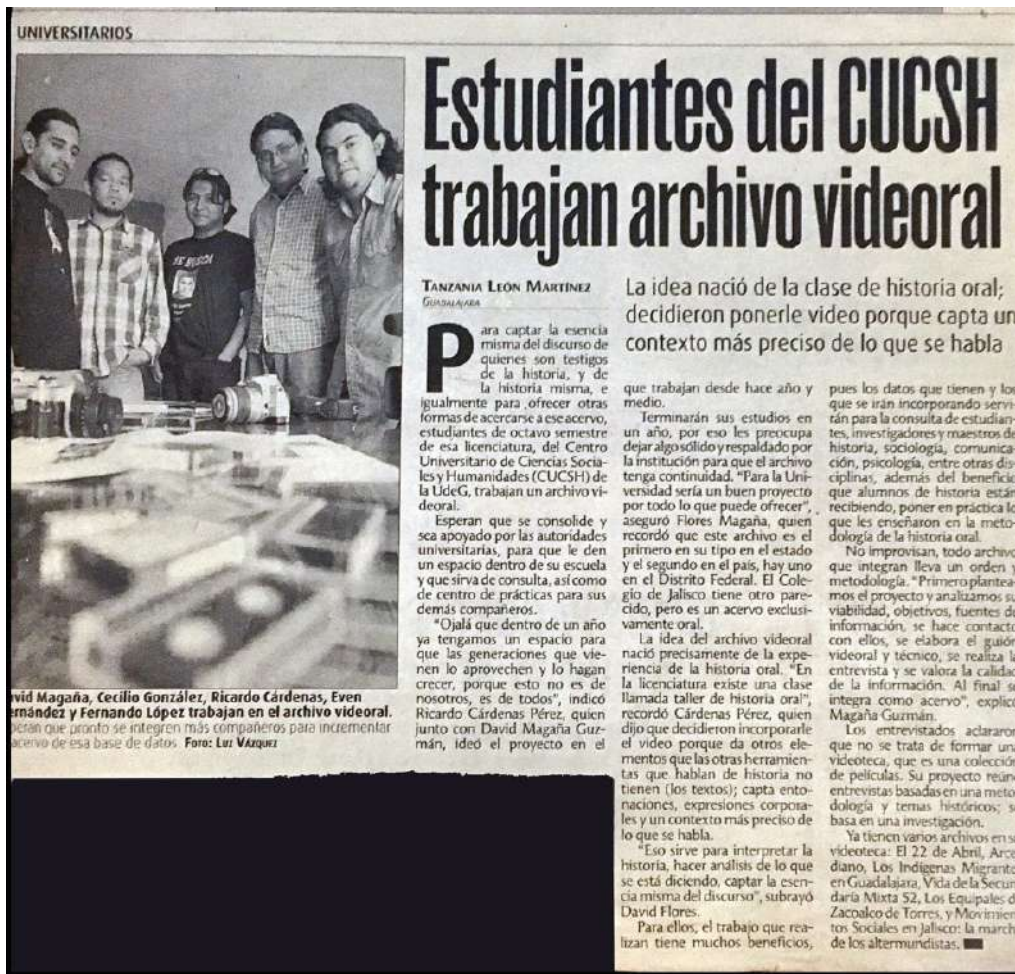 UNIVERSITARIOS
Estudiantes del CUCSH
trabajan archivo videoral
TANZANIA LEÓN MARTÍNEZ
GUADALAJARA
La idea nació de la clase de historia oral;
decidieron ponerle video porque capta un
contexto más preciso de lo que se habla
Para captar la esencia
misma del discurso de
quienes son testigos
de la historia, y de
la historia misma, e
igualmente para ofrecer otras
formas de acercarse a ese acervo,
estudiantes de octavo semestre
de esa licenciatura, del Centro
Universitario de Ciencias Socia-
les y Humanidades (CUCSH) de
la UdeG, trabajan un archivo vi-
deoral.
Esperan que se consolide y
sea apoyado por las autoridades
universitarias, para que le den
un espacio dentro de su escuela
y que sirva de consulta, así como
de centro de prácticas para sus
demás compañeros.
"Ojalá que dentro de un año
ya tengamos un espacio para
que las generaciones que vie-
nen lo aprovechen y lo hagan
crecer, porque esto no es de
nosotros, es de todos", indicó
Ricardo Cárdenas Pérez, quien
junto con David Magaña Guz-
mán, ideó el proyecto en el
que trabajan desde hace año y
medio.
Terminarán sus estudios en
un año, por eso les preocupa
dejar algo sólido y respaldado por
la institución para que el archivo
tenga continuidad. "Para la Uni-
versidad sería un buen proyecto
por todo lo que puede ofrecer",
aseguró Flores Magaña, quien
recordó que este archivo es el
primero en su tipo en el estado
y el segundo en el país, hay uno
en el Distrito Federal. El Cole-
gio de Jalisco tiene otro pare-
cido, pero es un acervo exclusi-
vamente oral.
La idea del archivo videoral
nació precisamente de la expe-
riencia de la historia oral. "En
la licenciatura existe una clase
llamada taller de historia oral",
recordó Cárdenas Pérez, quien
dijo que decidieron incorporarle
el video porque da otros ele-
mentos que las otras herramien-
tas que hablan de historia no
tienen (los textos); capta ento-
naciones, expresiones corpora-
les y un contexto más preciso de
lo que se habla.
"Eso sirve para interpretar la
historia, hacer análisis de lo que
se está diciendo, captar la esen-
cia misma del discurso", subrayó
David Flores.
Para ellos, el trabajo que rea-
lizan tiene muchos beneficios,
pues los datos que tienen y los
que se irán incorporando servi-
rán para la consulta de estudian-
tes, investigadores y maestros de
historia, sociología, comunica-
ción, psicología, entre otras dis-
ciplinas, además del beneficio
que alumnos de historia están
recibiendo, poner en práctica lo
que les enseñaron en la meto-
dología de la historia oral.
No improvisan, todo archivo
que integran lleva un orden y
metodología. "Primero plantea-
mos el proyecto y analizamos su
viabilidad, objetivos, fuentes de
información, se hace contacto
con ellos, se elabora el guión
videoral y técnico, se realiza la
entrevista y se valora la calidad
de la información. Al final se
integra como acervo", explicó
Magaña Guzmán.
Los entrevistados aclararon
que no se trata de formar una
videoteca, que es una colección
de películas. Su proyecto reúne
entrevistas basadas en una meto-
dología y temas históricos; se
basa en una investigación.
Ya tienen varios archivos en su
videoteca: El 22 de Abril, Arce-
diano, Los Indígenas Migrantes
en Guadalajara, Vida de la Secun-
daría Mixta 52, Los Equipales de
Zacoalco de Torres, y Movimien-
tos Sociales en Jalisco: la marcha
de los altermundistas.
vid Magaña, Cecilio González, Ricardo Cárdenas, Even
rnández y Fernando López trabajan en el archivo videoral.
peran que pronto se integren más compañeros para incrementar
acervo de esa base de datos Foto: LUZ VÁZQUEZ
SE BUSCA